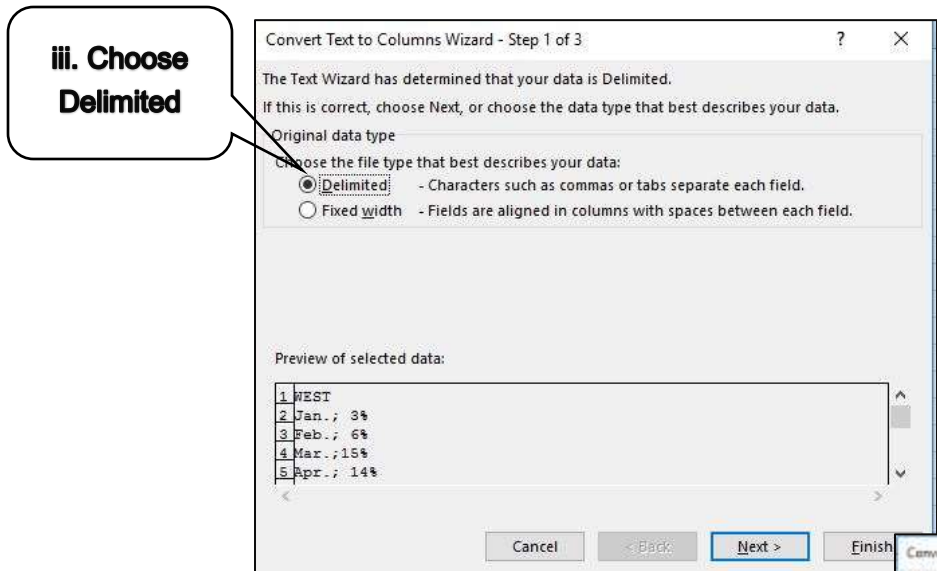 iii. Choose
Delimited
Convert Text to Columns Wizard - Step 1 of 3 ? ×
The Text Wizard has determined that your data is Delimited.
If this is correct, choose Next, or choose the data type that best describes your data.
Original data type
Choose the file type that best describes your data:
Delimited - Characters such as commas or tabs separate each field.
Fixed width - Fields are aligned in columns with spaces between each field.
Preview of selected data:
1 WEST
2 Jan.; 3%
3 Feb.; 6%
4 Mar.;15%
5 Apr.; 14%
Cancel < Back Next > Finish